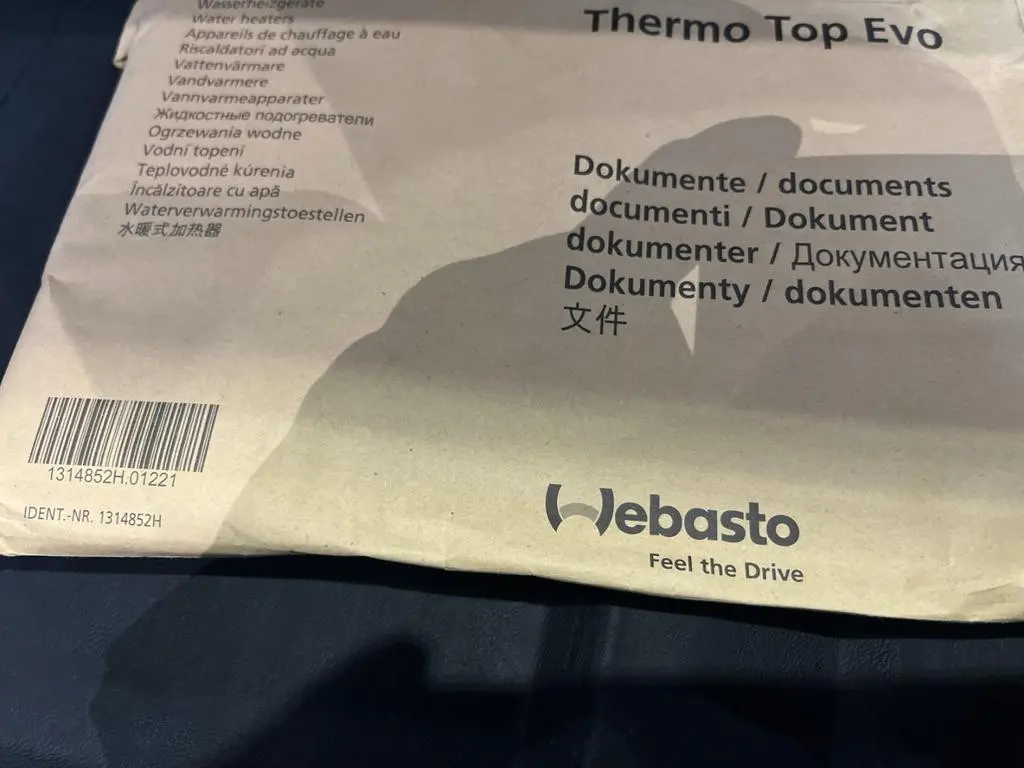 Wasserheizgeräte
Water heaters
Appareils de chauffage à eau
Riscaldatori ad acqua
Vattenvärmare
Vandvarmere
Vannvarmeapparater
Жидкостные подогреватели
Ogrzewania wodne
Vodní topení
Teplovodné kúrenia
Încălzitoare cu apă
Waterverwarmingstoestellen
水暖式加热器
Thermo Top Evo
Dokumente / documents
documenti / Dokument
dokumenter / Документация
Dokumenty / dokumenten
文件
1314852H.01221
IDENT.-NR. 1314852H
Webasto
Feel the Drive